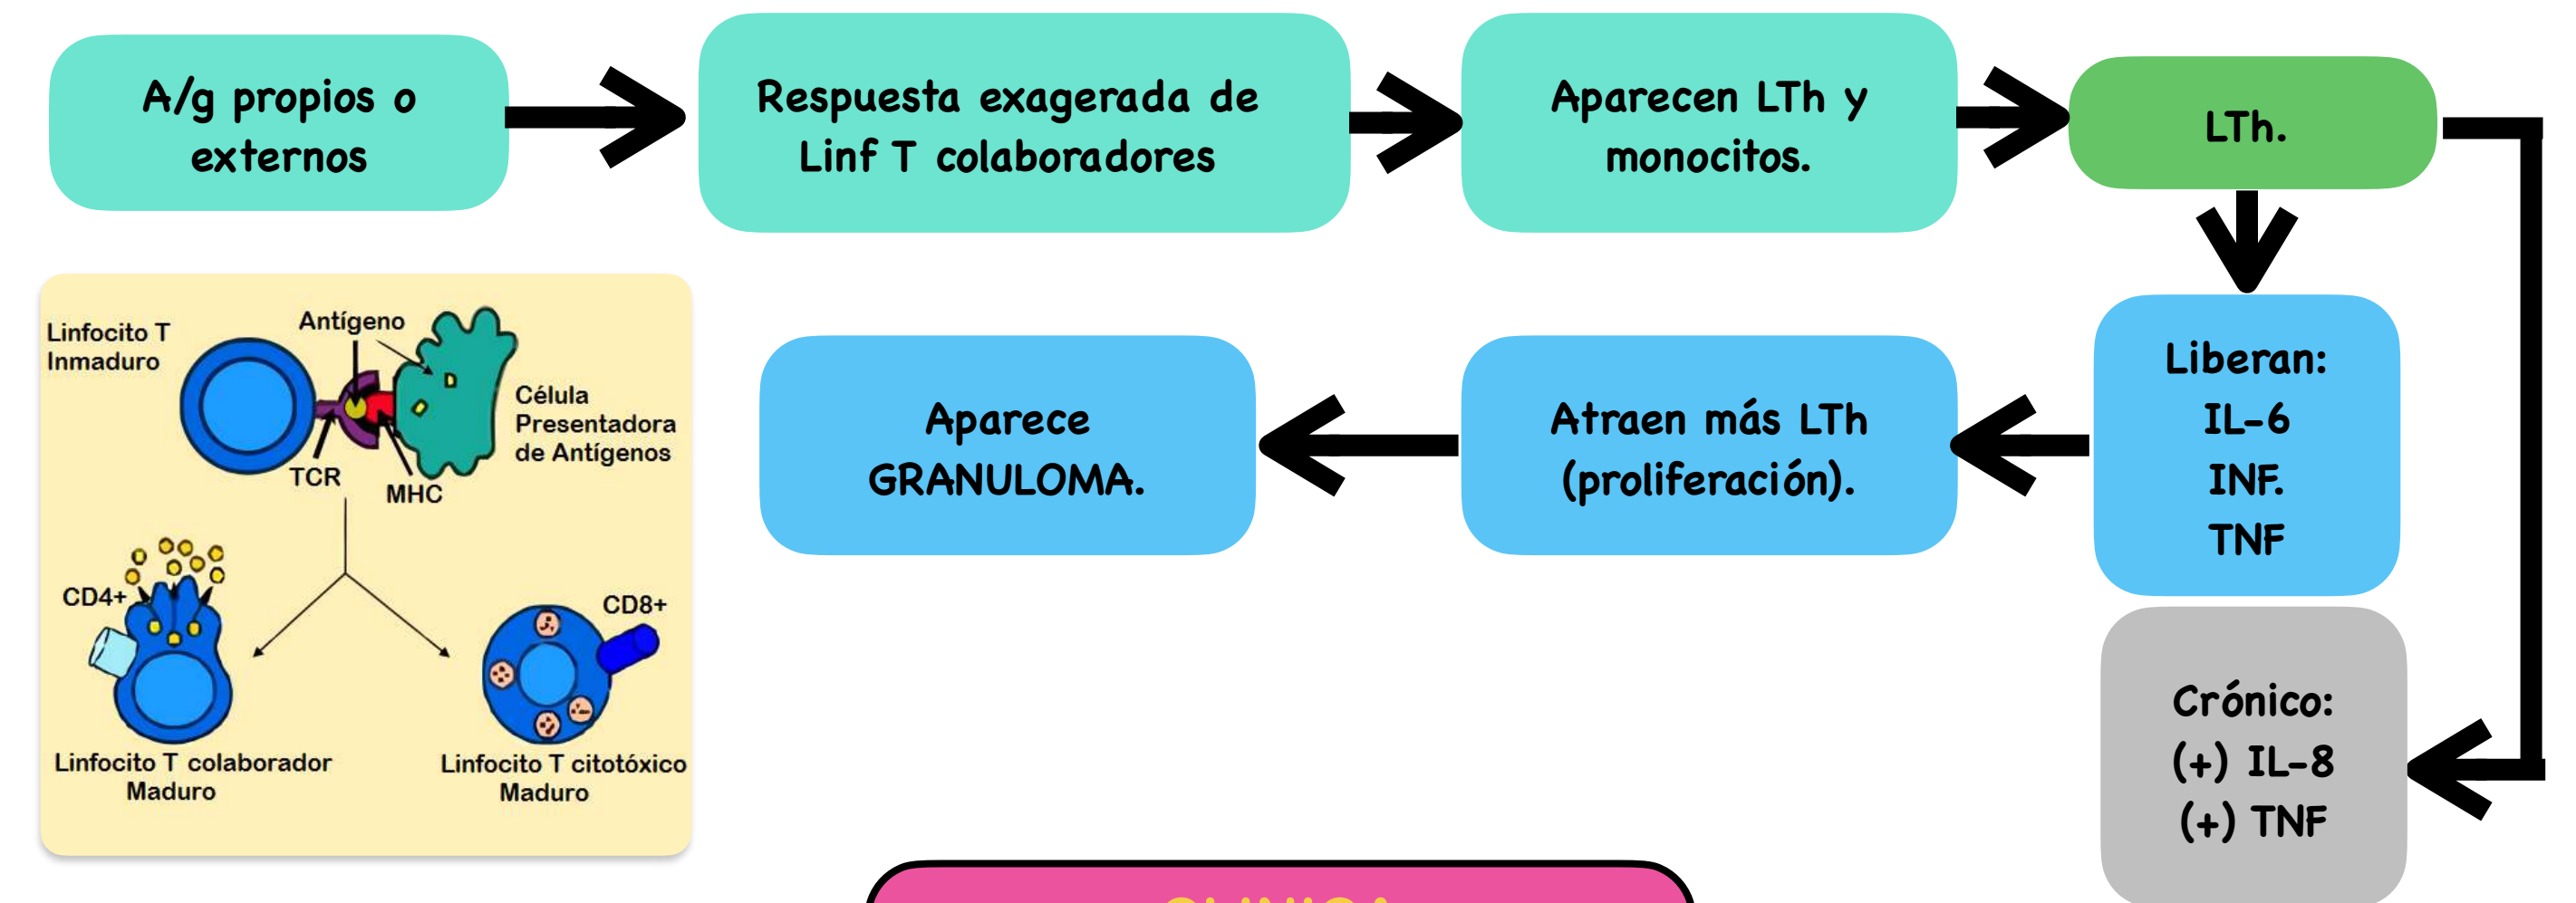 A/g propios o
externos
Respuesta exagerada de
Linf T colaboradores
Aparecen LTh y
monocitos.
LTh.
Liberan:
IL-6
INF.
TNF
Atraen más LTh
(proliferación).
Aparece
GRANULOMA.
Crónico:
(+) IL-8
(+) TNF
Linfocito T
Inmaduro
Antígeno
Célula
Presentadora
de Antígenos
TCR
MHC
CD4+
CD8+
Linfocito T colaborador
Maduro
Linfocito T citotóxico
Maduro